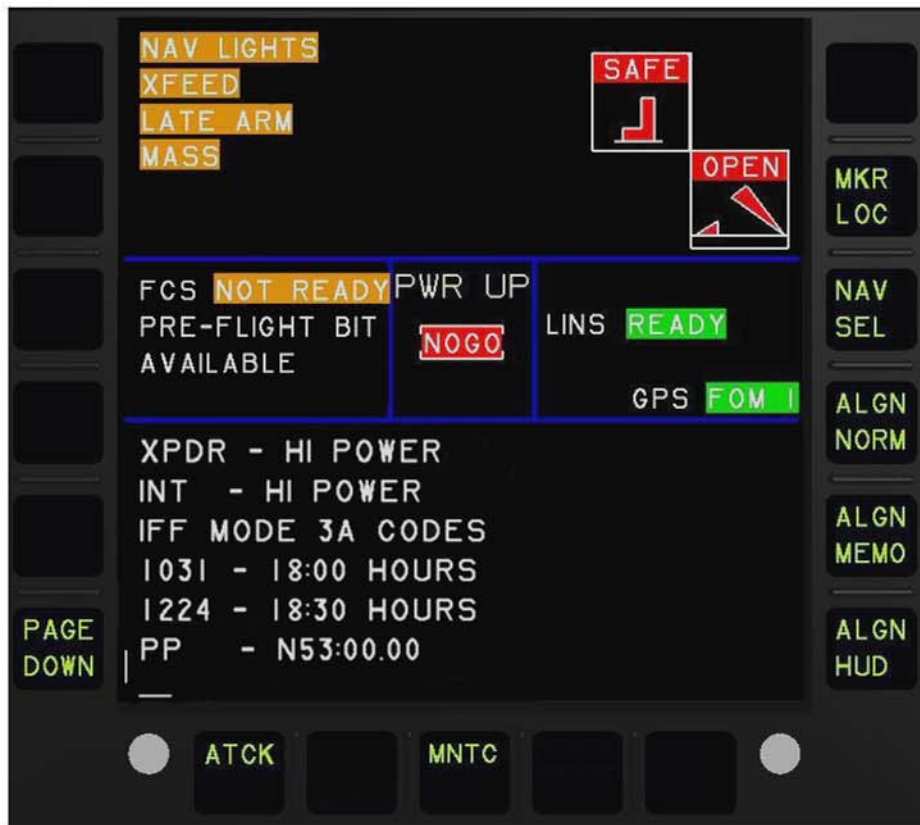 NAV LIGHTS
XFEED
LATE ARM
MASS
SAFE
OPEN
FCS NOT READY
PRE-FLIGHT BIT
AVAILABLE
PWR UP
NOGO
LINS READY
GPS FOM 1
XPDR - HI POWER
INT - HI POWER
IFF MODE 3A CODES
1031 - 18:00 HOURS
1224 - 18:30 HOURS
PP - N53:00.00
PAGE
DOWN
MKR
LOC
NAV
SEL
ALGN
NORM
ALGN
MEMO
ALGN
HUD
ATCK
MNTC